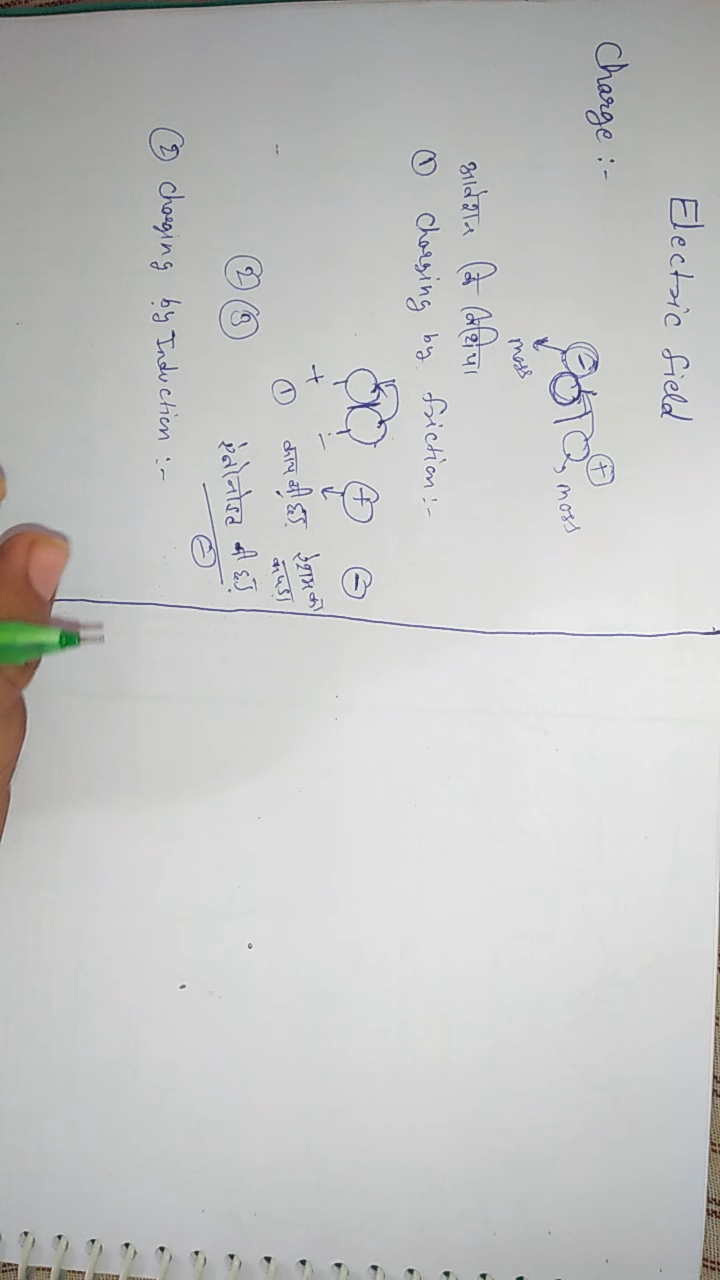 Electric field
Charge :-
⊖ ⊕
mass mass
आवेशन की विधियां
① Charging by friction :-
⊕ ⊖
+ -
① कांच की छड़ रेशम का कपड़ा
② ③ एबोनाइट की छड़
⊖
② Charging by Induction :-